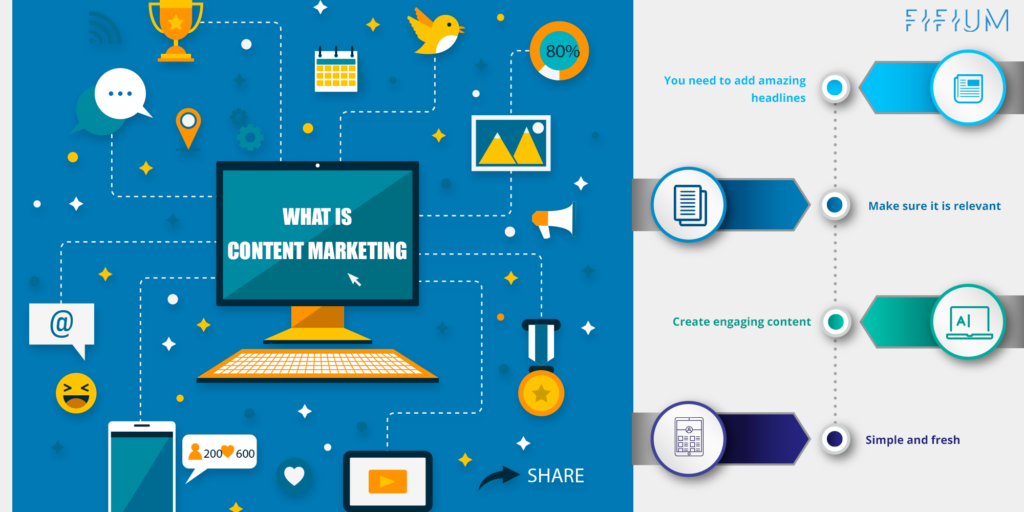 80%
WHAT IS
CONTENT MARKETING
@
200 600
SHARE
FIFIUM
You need to add amazing
headlines
Make sure it is relevant
Create engaging content
AI
Simple and fresh